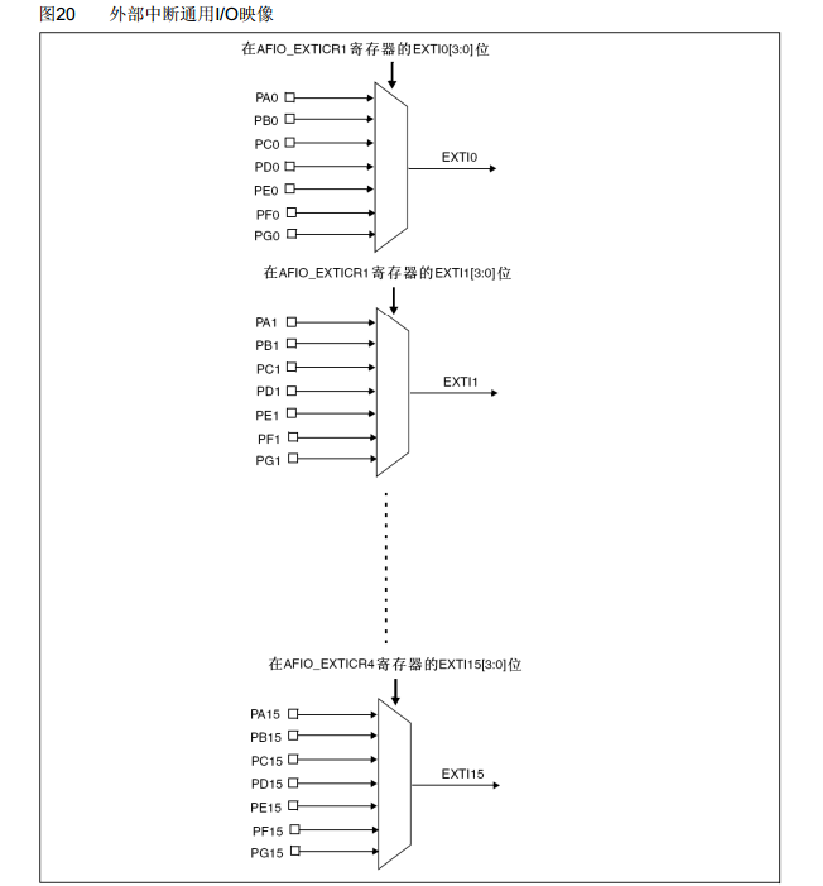 图20 外部中断通用I/O映像
在AFIO_EXTICR1寄存器的EXTI0[3:0]位
PA0
PB0
PC0
PD0
PE0
PF0
PG0
EXTI0
在AFIO_EXTICR1寄存器的EXTI1[3:0]位
PA1
PB1
PC1
PD1
PE1
PF1
PG1
EXTI1
在AFIO_EXTICR4寄存器的EXTI15[3:0]位
PA15
PB15
PC15
PD15
PE15
PF15
PG15
EXTI15